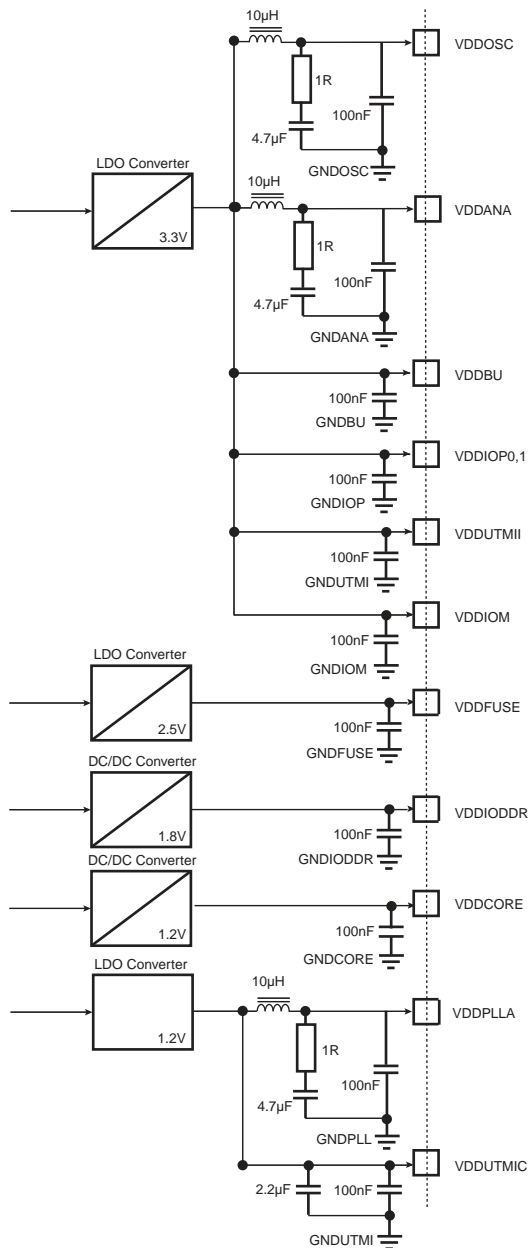 10µH
VDDOSC
1R
100nF
4.7µF
LDO Converter
GNDOSC
10µH
VDDANA
3.3V
1R
100nF
4.7µF
GNDANA
VDDBU
100nF
GNDBU
VDDIOP0,1
100nF
GNDIOP
VDDUTMII
100nF
GNDUTMI
VDDIOM
100nF
LDO Converter
GNDIOM
VDDFUSE
2.5V
100nF
GNDFUSE
DC/DC Converter
VDDIODDR
1.8V
100nF
GNDIODDR
DC/DC Converter
VDDCORE
1.2V
100nF
GNDCORE
LDO Converter
10µH
VDDPLLA
1.2V
1R
100nF
4.7µF
GNDPLL
VDDUTMIC
2.2µF
100nF
GNDUTMI